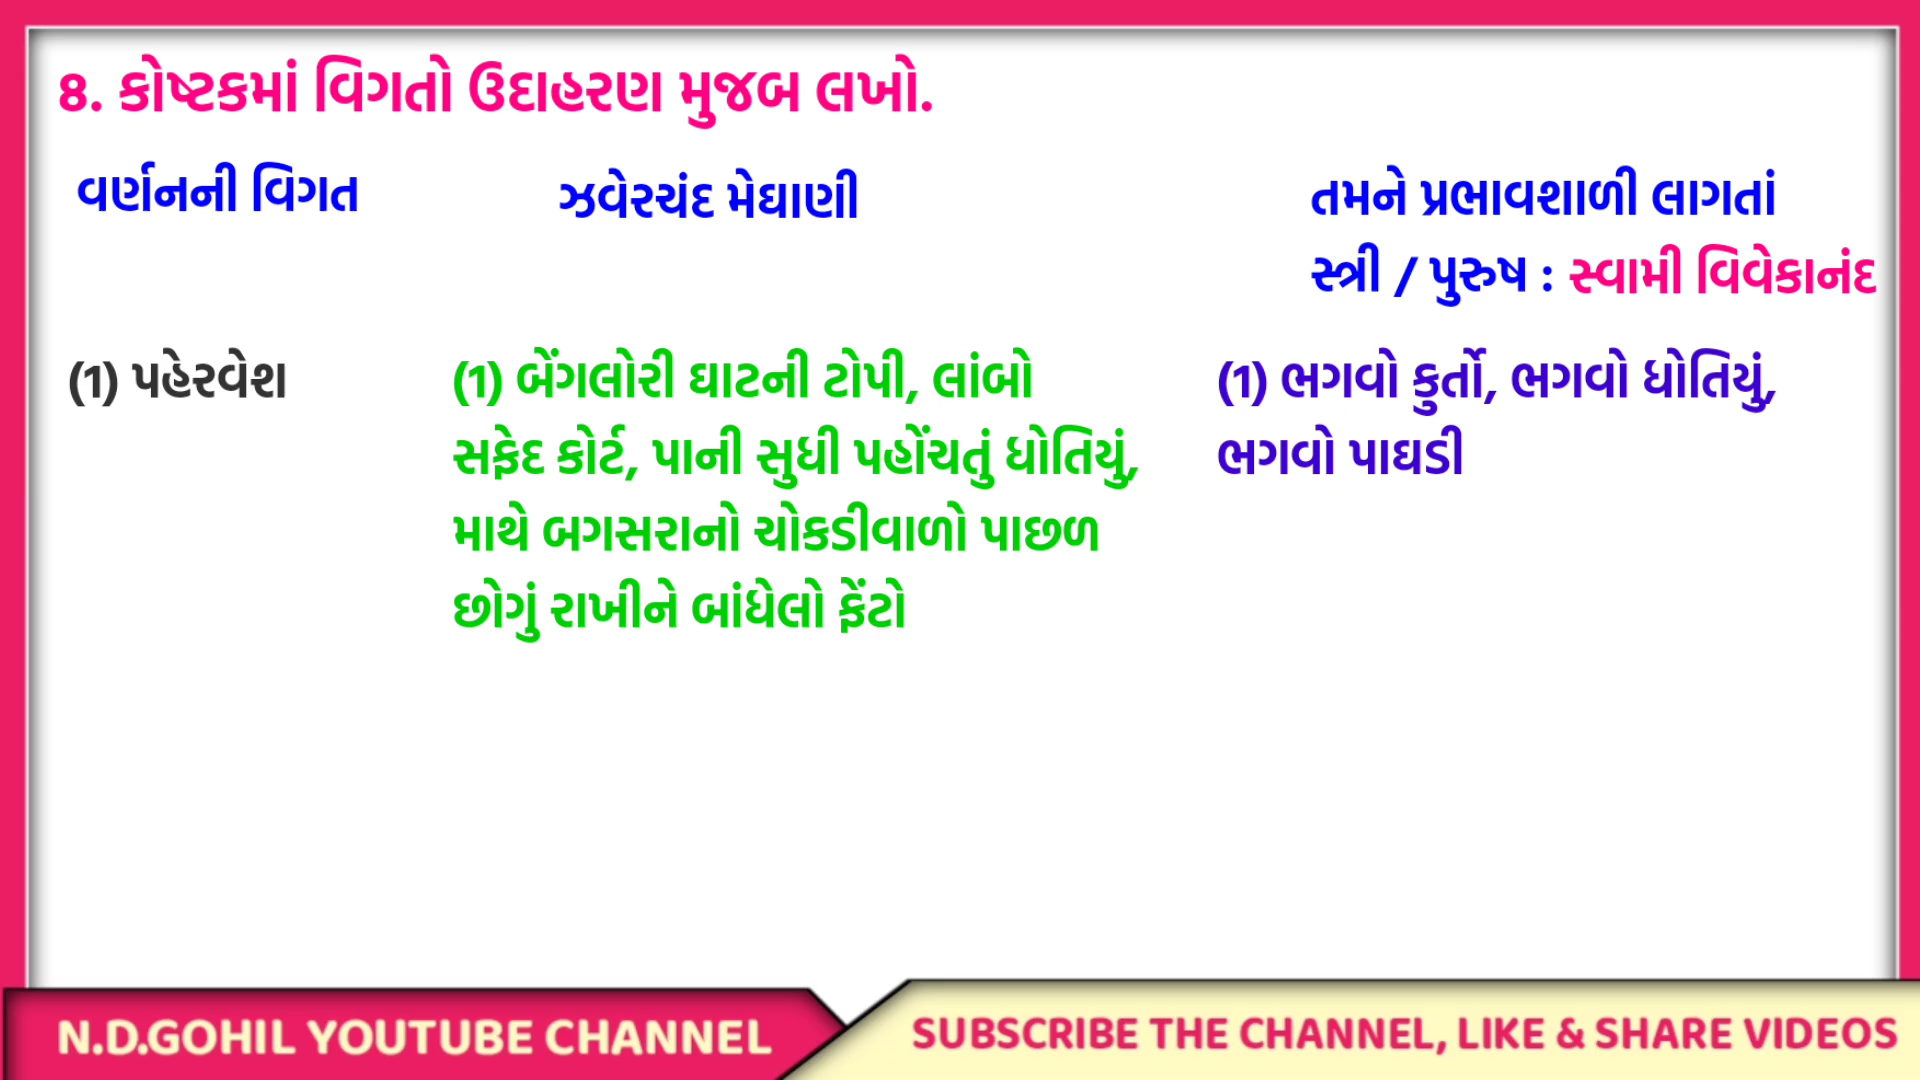 8. કોષ્ટકમાં વિગતો ઉદાહરણ મુજબ લખો.
વર્ણનની વિગત
ઝવેરચંદ મેઘાણી
તમને પ્રભાવશાળી લાગતાં
સ્ત્રી / પુરુષ : સ્વામી વિવેકાનંદ
(1) પહેરવેશ
(1) બેંગલોરી ઘાટની ટોપી, લાંબો
સફેદ કોર્ટ, પાની સુધી પહોંચતું ધોતિયું,
માથે બગસરાનો ચોકડીવાળો પાછળ
છોગું રાખીને બાંધેલો ફેંટો
(1) ભગવો કુર્તો, ભગવો ધોતિયું,
ભગવો પાઘડી
N.D.GOHIL YOUTUBE CHANNEL
SUBSCRIBE THE CHANNEL, LIKE & SHARE VIDEOS